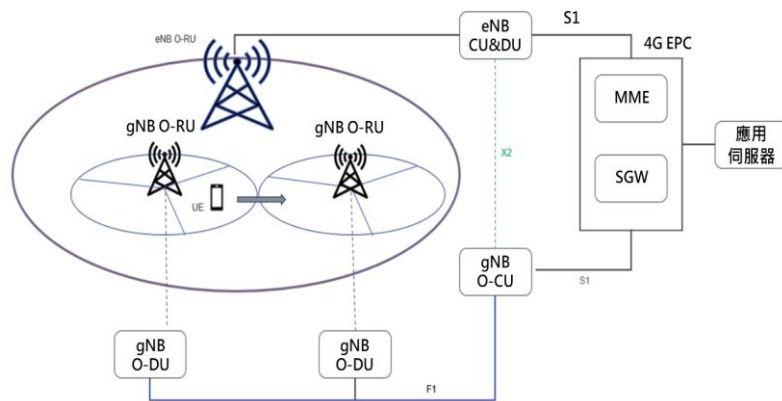 eNB O-RU
eNB
CU&DU
S1
4G EPC
MME
SGW
應用
伺服器
gNB O-RU
gNB O-RU
UE
X2
gNB
O-CU
S1
gNB
O-DU
gNB
O-DU
F1